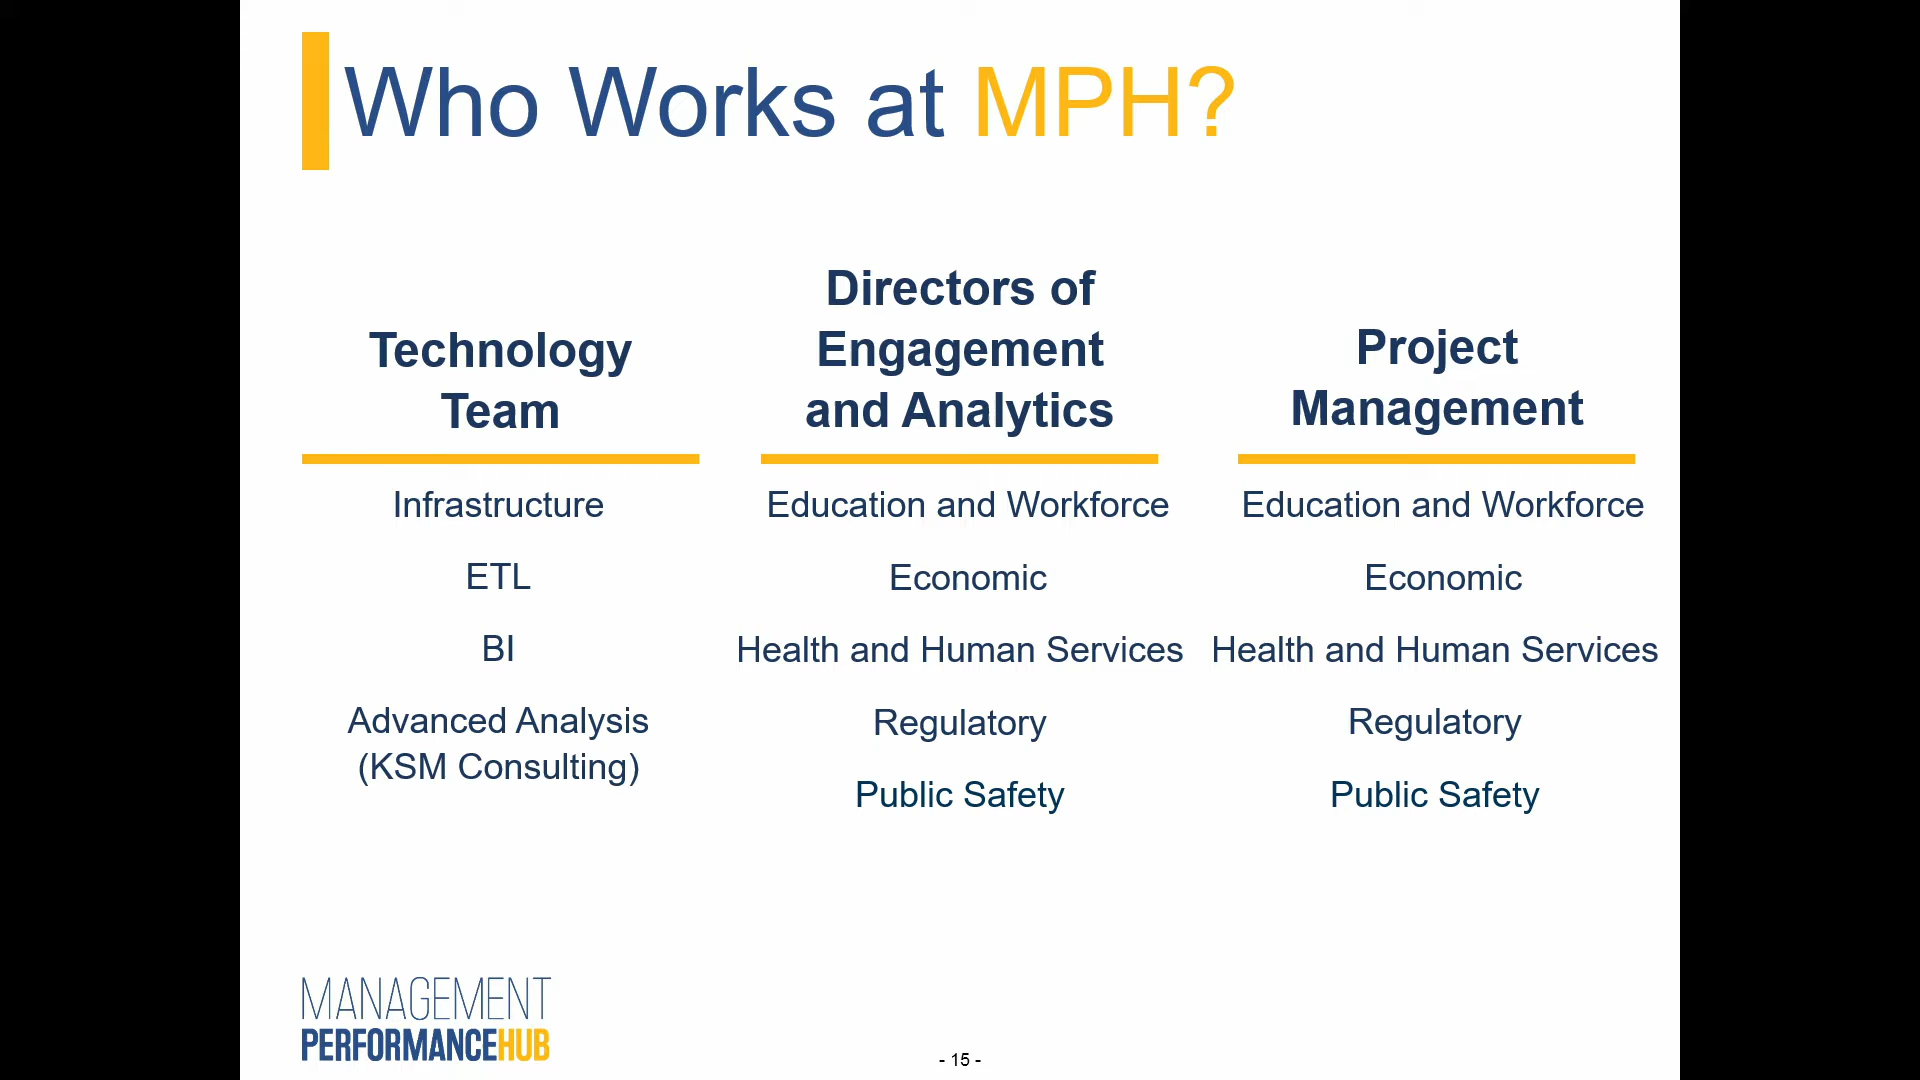 Who Works at MPH?
Technology
Team
Infrastructure
ETL
BI
Advanced Analysis
(KSM Consulting)
Directors of
Engagement
and Analytics
Education and Workforce
Economic
Health and Human Services
Regulatory
Public Safety
Project
Management
Education and Workforce
Economic
Health and Human Services
Regulatory
Public Safety
MANAGEMENT
PERFORMANCEHUB
- 15 -